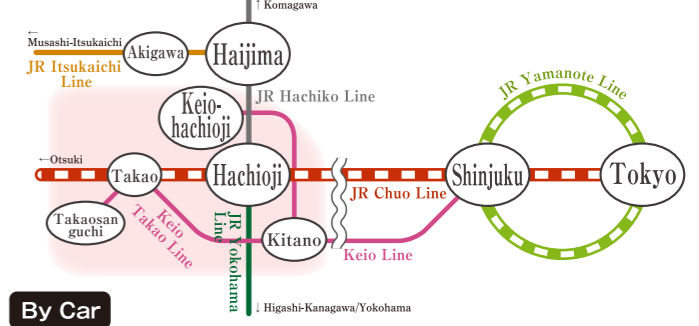 ↑ Komagawa
←
Musashi-Itsukaichi
Akigawa
Haijima
JR Itsukaichi
Line
JR Yamanote Line
Keio-
hachioji
JR Hachiko Line
←Otsuki
Takao
Hachioji
Shinjuku
Tokyo
JR Chuo Line
Takaosan
guchi
Keio
Takao Line
JR Yokohama
Line
Kitano
Keio Line
By Car
↓ Higashi-Kanagawa/Yokohama